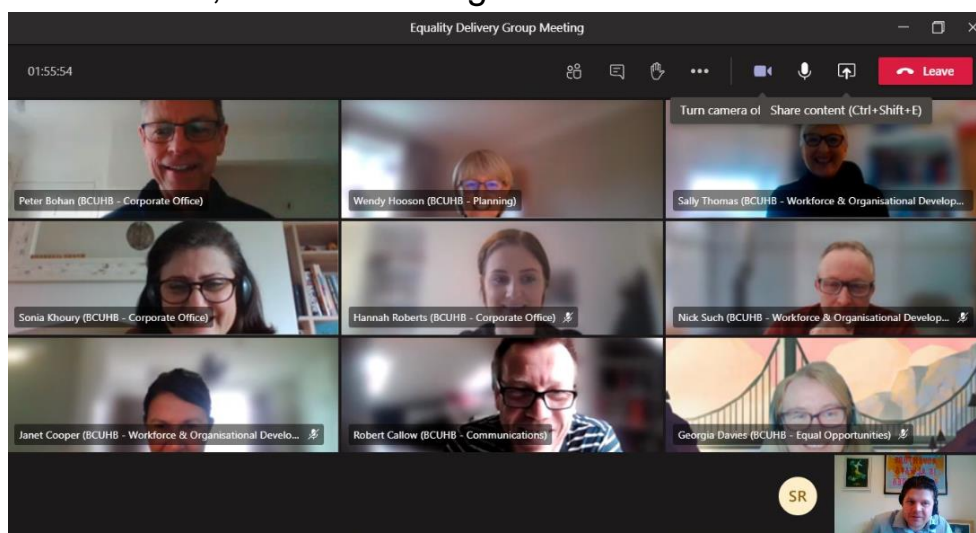 Equality Delivery Group Meeting
01:55:54
Leave
Turn camera of
Share content (Ctrl+Shift+E)
Peter Bohan (BCUHB - Corporate Office)
Wendy Hooson (BCUHB - Planning)
Sally Thomas (BCUHB - Workforce & Organisational Develop...
Sonia Khoury (BCUHB - Corporate Office)
Hannah Roberts (BCUHB - Corporate Office)
Nick Such (BCUHB - Workforce & Organisational Develop...
Janet Cooper (BCUHB - Workforce & Organisational Develo...
Robert Callow (BCUHB - Communications)
Georgia Davies (BCUHB - Equal Opportunities)
SR